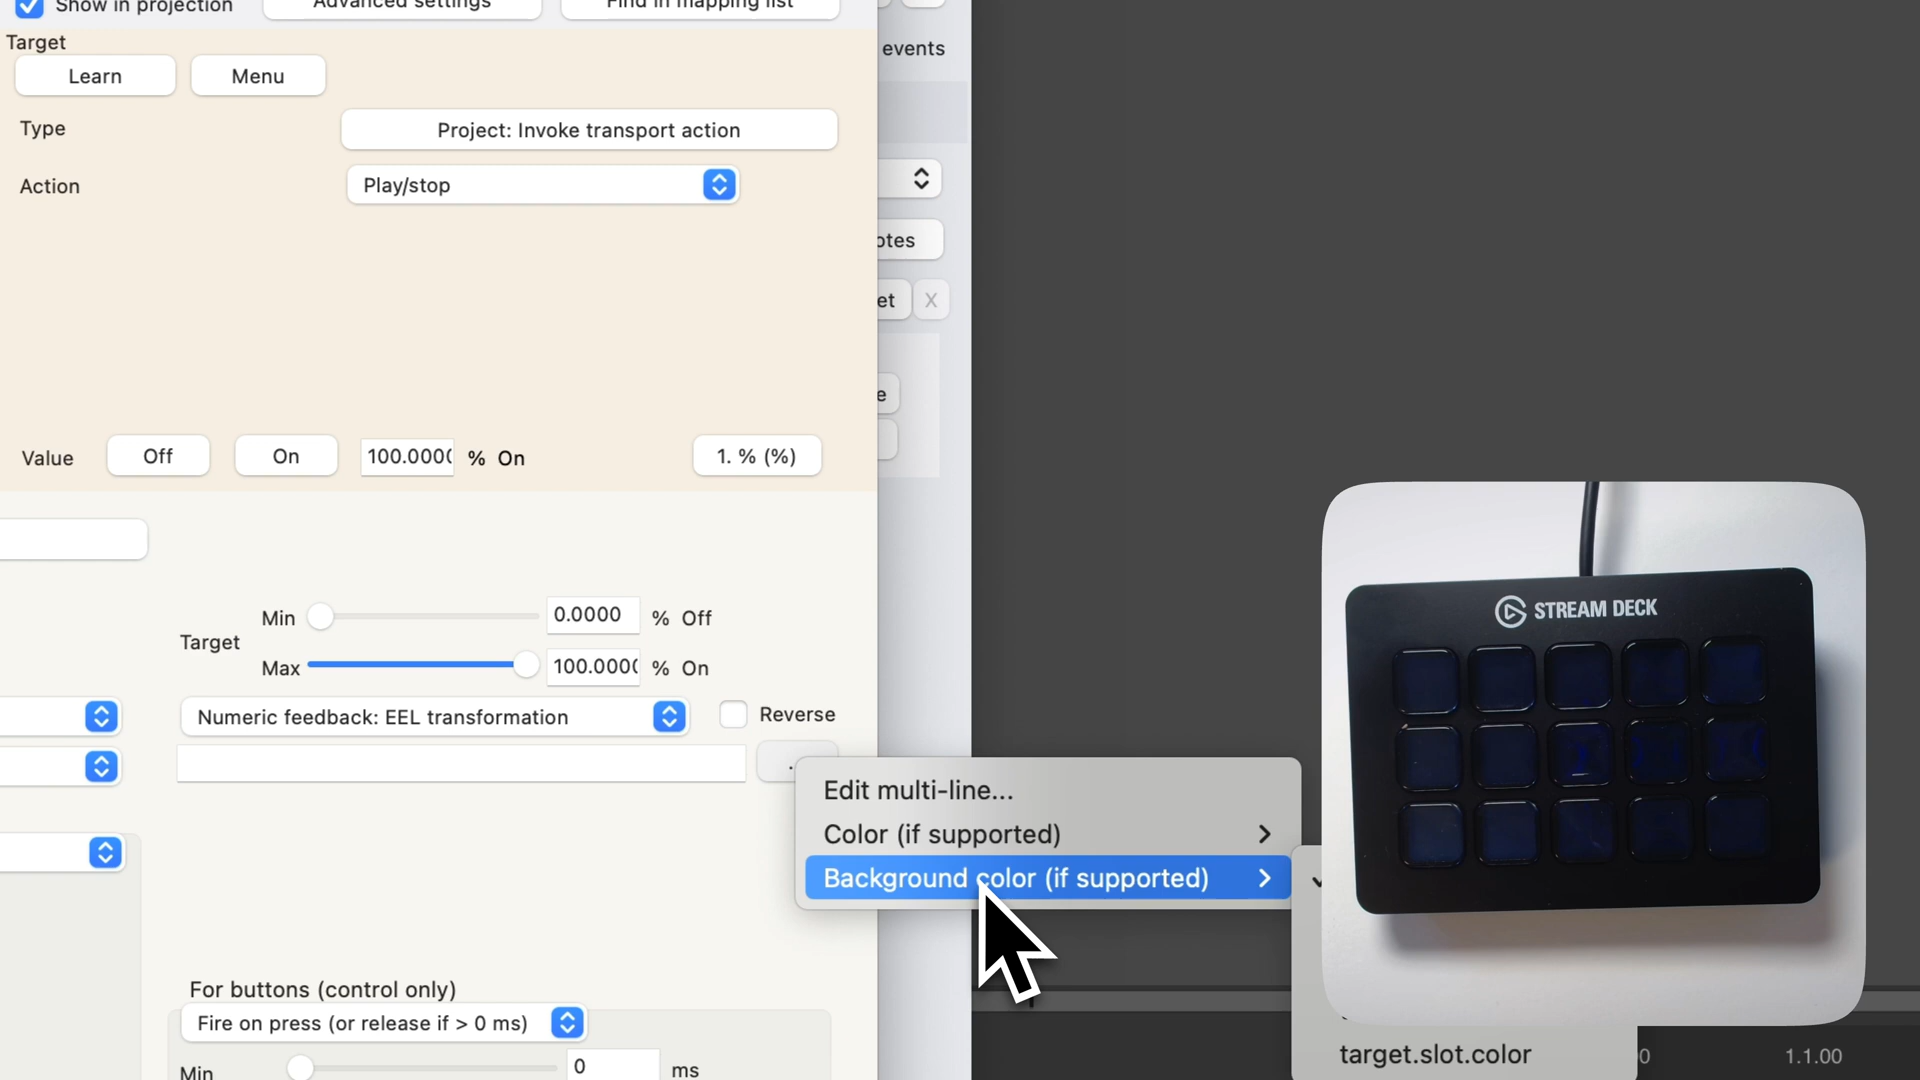 Show in projection
Advanced settings
Find in mapping list
Target
Learn
Menu
events
Type
Project: Invoke transport action
Action
Play/stop
otes
et
X
e
Value
Off
On
100.000
% On
1. % (%)
Min
0.0000
% Off
Target
Max
100.000
% On
Numeric feedback: EEL transformation
Reverse
Edit multi-line...
Color (if supported)
Background color (if supported)
STREAM DECK
For buttons (control only)
Fire on press (or release if > 0 ms)
Min
0
ms
target.slot.color
1.1.00